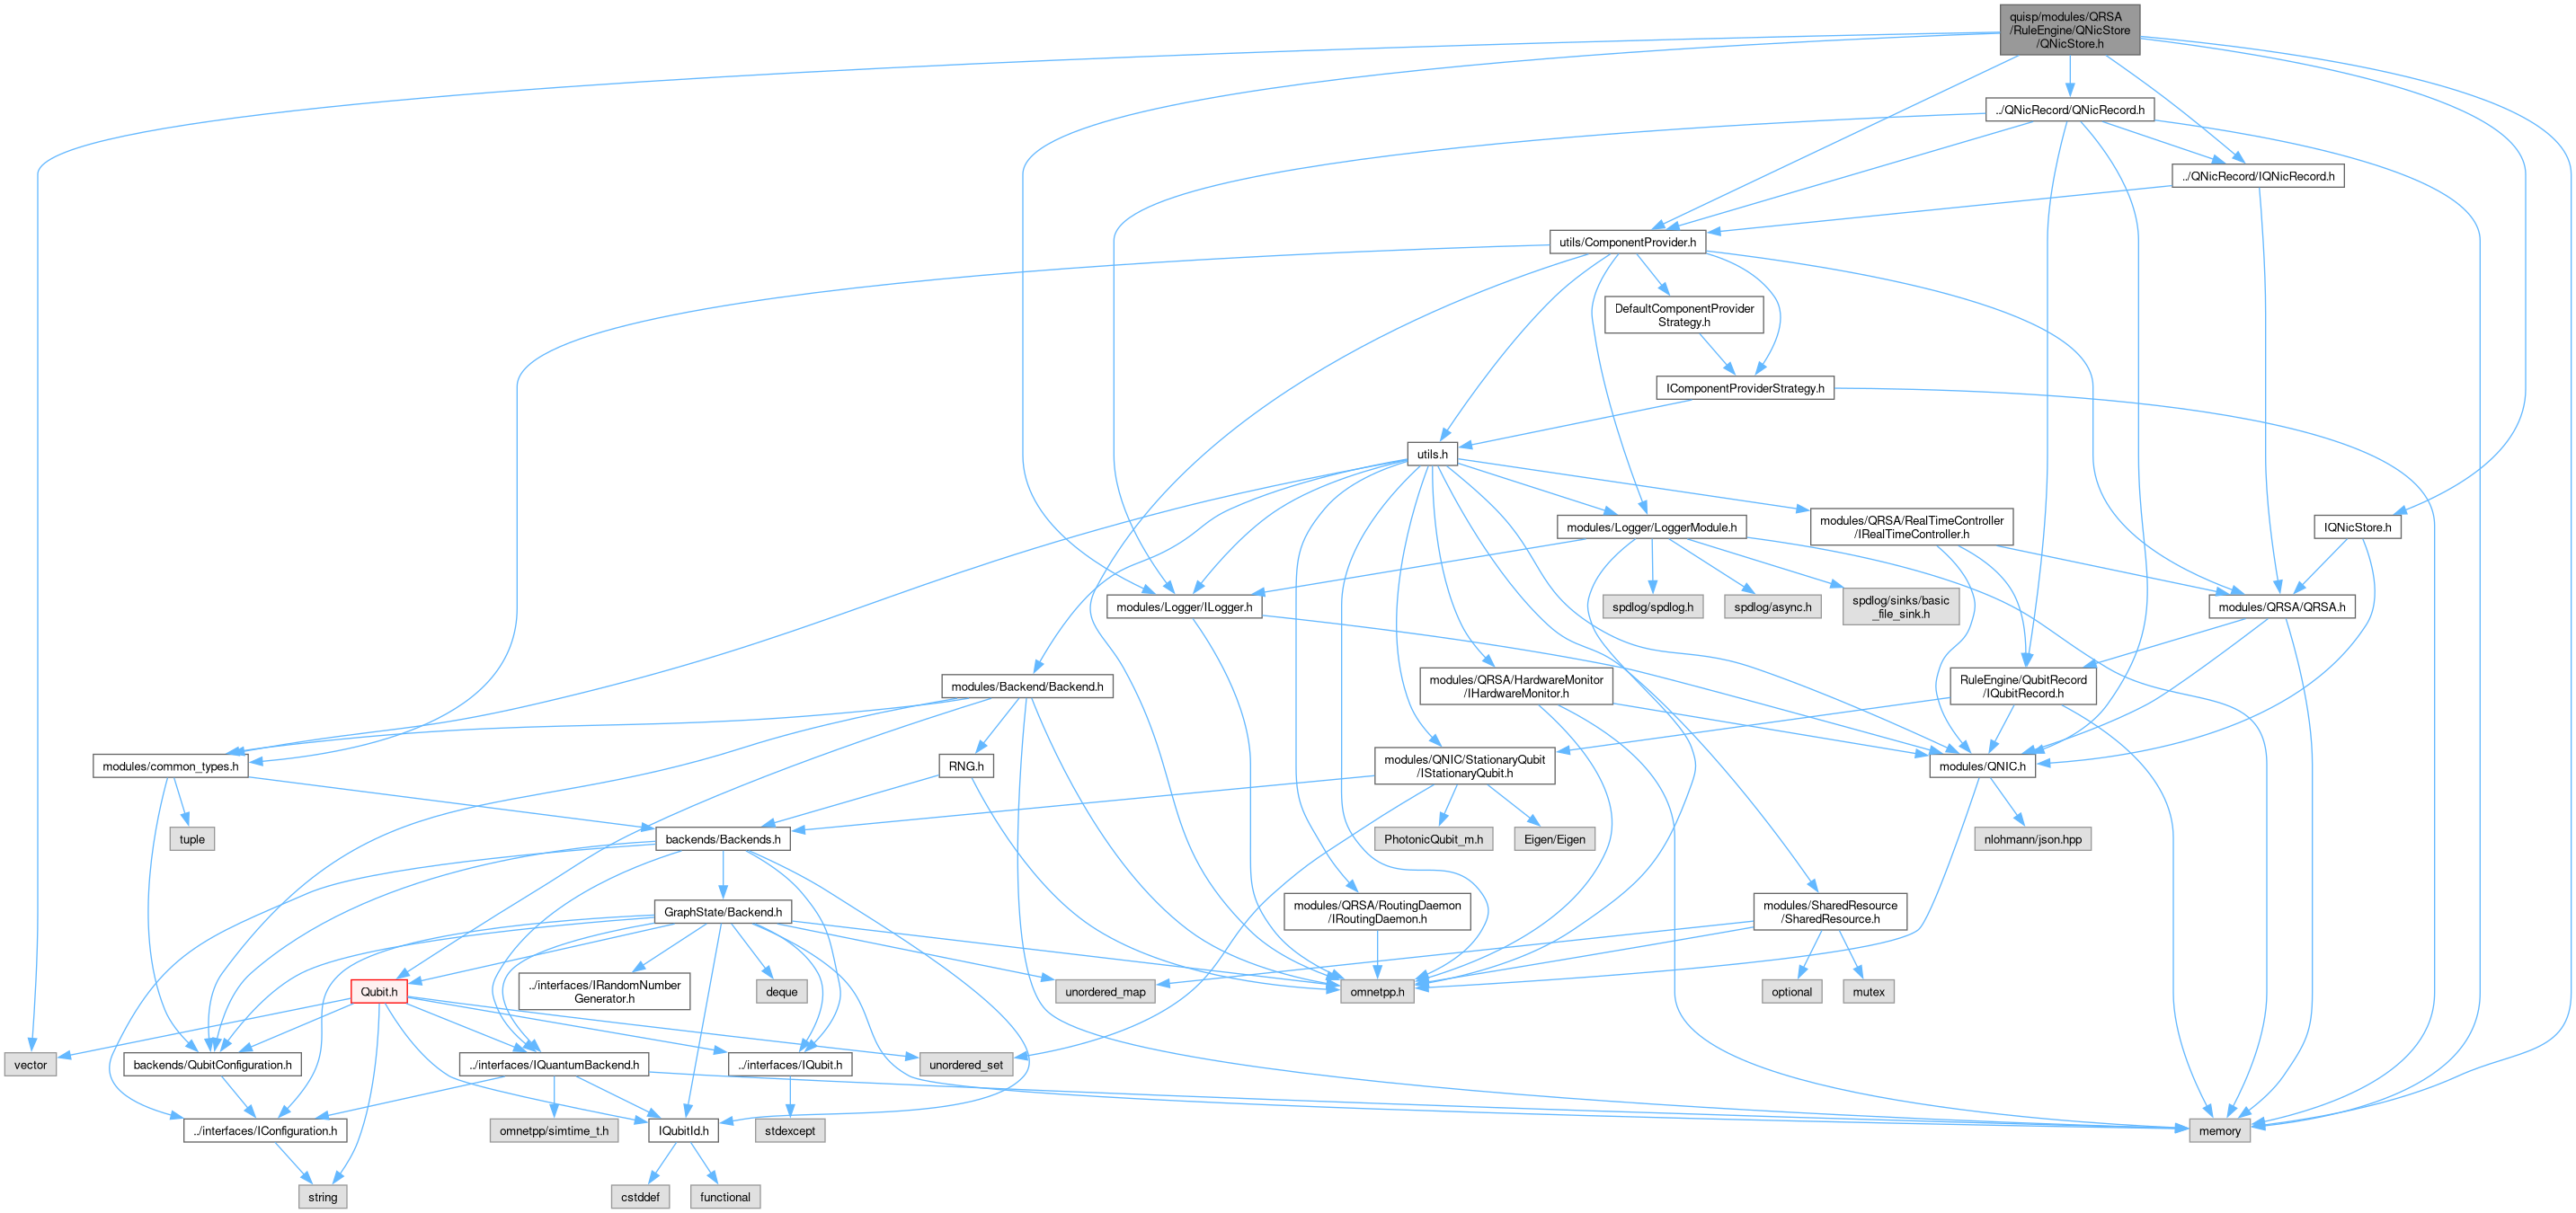 quisp/modules/QRSA
/RuleEngine/QNicStore
/QNicStore.h
../QNicRecord/QNicRecord.h
../QNicRecord/IQNicRecord.h
utils/ComponentProvider.h
DefaultComponentProvider
Strategy.h
IComponentProviderStrategy.h
utils.h
modules/Logger/LoggerModule.h
modules/QRSA/RealTimeController
/IRealTimeController.h
IQNicStore.h
modules/Logger/ILogger.h
spdlog/spdlog.h
spdlog/async.h
spdlog/sinks/basic
_file_sink.h
modules/QRSA/QRSA.h
modules/Backend/Backend.h
modules/QRSA/HardwareMonitor
/IHardwareMonitor.h
RuleEngine/QubitRecord
/IQubitRecord.h
modules/common_types.h
RNG.h
modules/QNIC/StationaryQubit
/IStationaryQubit.h
modules/QNIC.h
tuple
backends/Backends.h
PhotonicQubit_m.h
Eigen/Eigen
nlohmann/json.hpp
GraphState/Backend.h
modules/QRSA/RoutingDaemon
/IRoutingDaemon.h
modules/SharedResource
/SharedResource.h
Qubit.h
../interfaces/IRandomNumber
Generator.h
deque
unordered_map
omnetpp.h
optional
mutex
vector
backends/QubitConfiguration.h
../interfaces/IQuantumBackend.h
../interfaces/IQubit.h
unordered_set
../interfaces/IConfiguration.h
omnetpp/simtime_t.h
IQubitId.h
stdexcept
memory
string
cstddef
functional